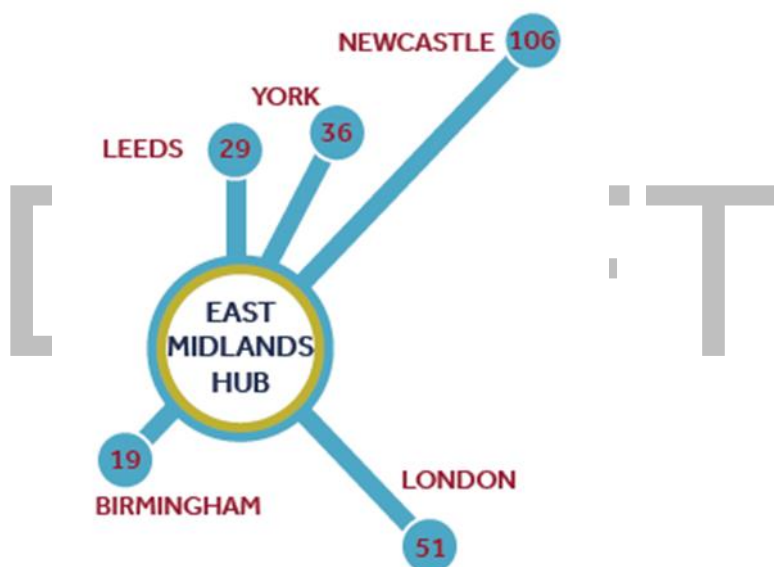 NEWCASTLE 106
YORK
36
LEEDS 29
EAST
MIDLANDS
HUB
19
BIRMINGHAM
LONDON
51